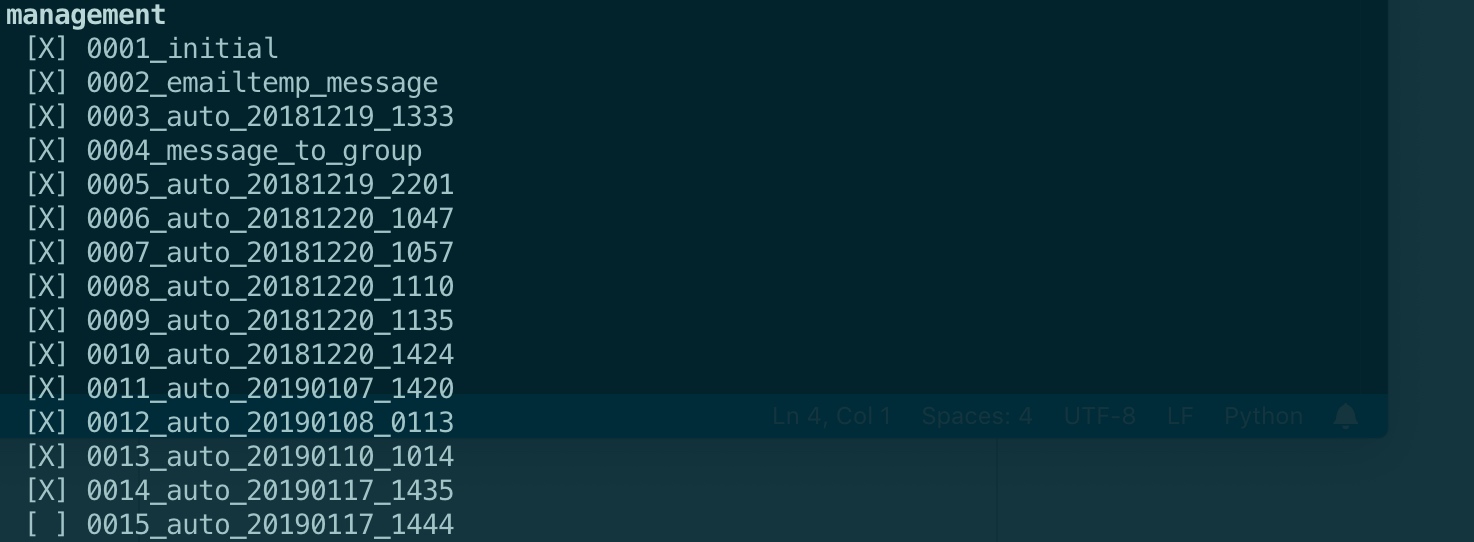 management
[X] 0001_initial
[X] 0002_emailtemp_message
[X] 0003_auto_20181219_1333
[X] 0004_message_to_group
[X] 0005_auto_20181219_2201
[X] 0006_auto_20181220_1047
[X] 0007_auto_20181220_1057
[X] 0008_auto_20181220_1110
[X] 0009_auto_20181220_1135
[X] 0010_auto_20181220_1424
[X] 0011_auto_20190107_1420
[X] 0012_auto_20190108_0113
Ln 4, Col 1 Spaces: 4 UTF-8 LF Python
[X] 0013_auto_20190110_1014
[X] 0014_auto_20190117_1435
[ ] 0015_auto_20190117_1444